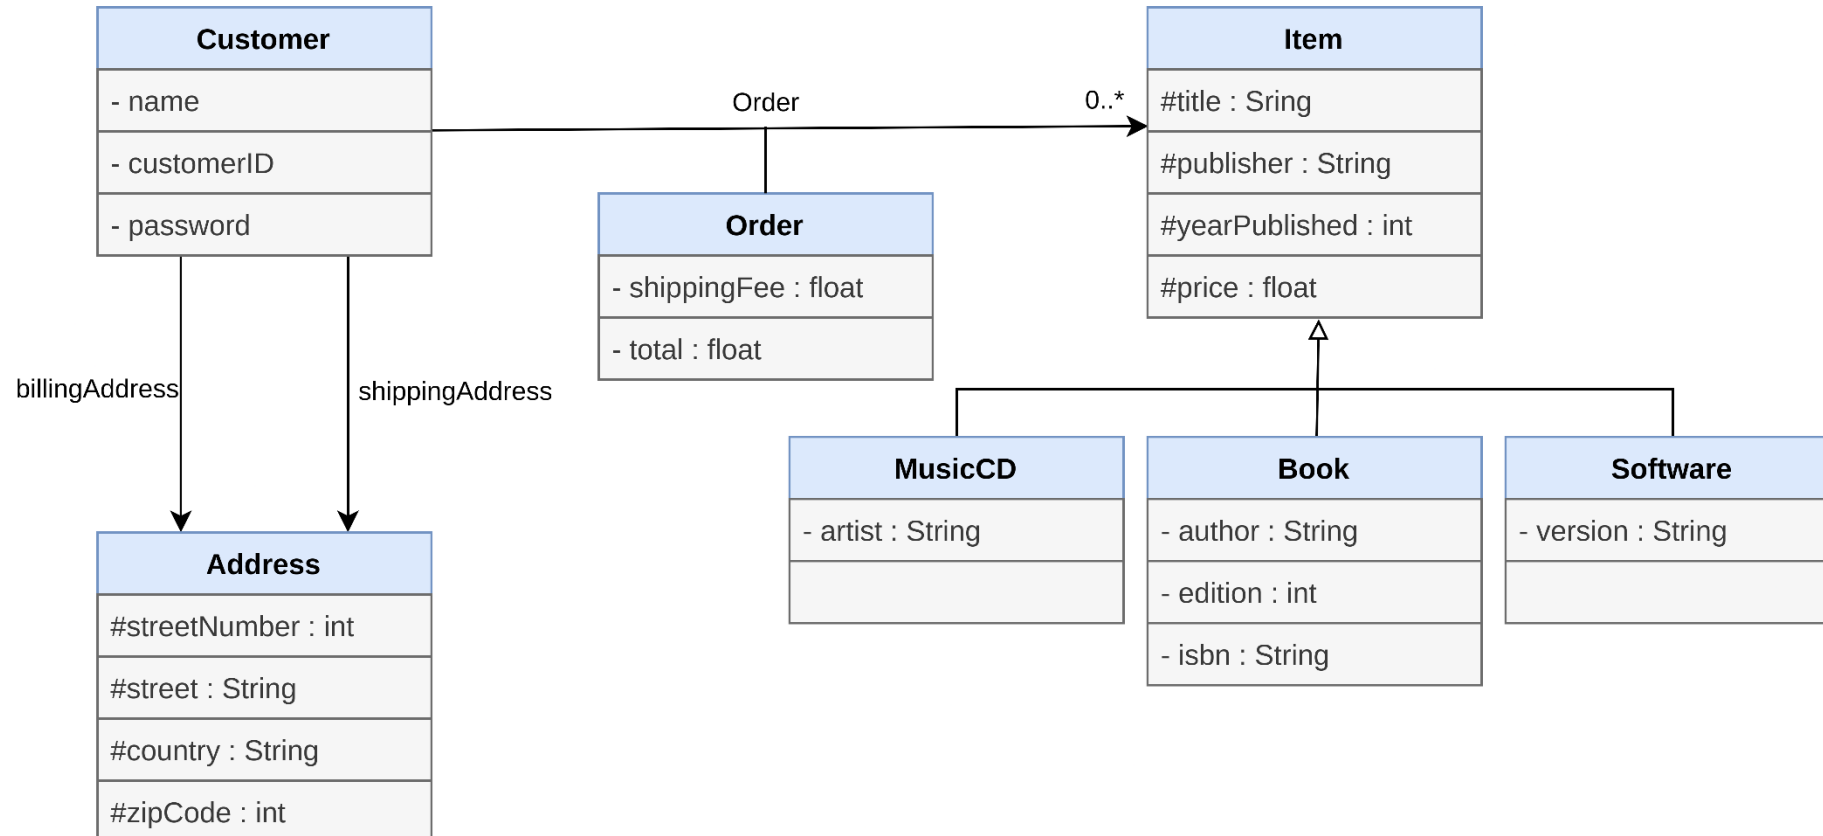 Customer
- name
- customerID
- password
Order
0..*
Item
#title : Sring
#publisher : String
#yearPublished : int
#price : float
Order
- shippingFee : float
- total : float
billingAddress
shippingAddress
MusicCD
- artist : String
Book
- author : String
- edition : int
- isbn : String
Software
- version : String
Address
#streetNumber : int
#street : String
#country : String
#zipCode : int